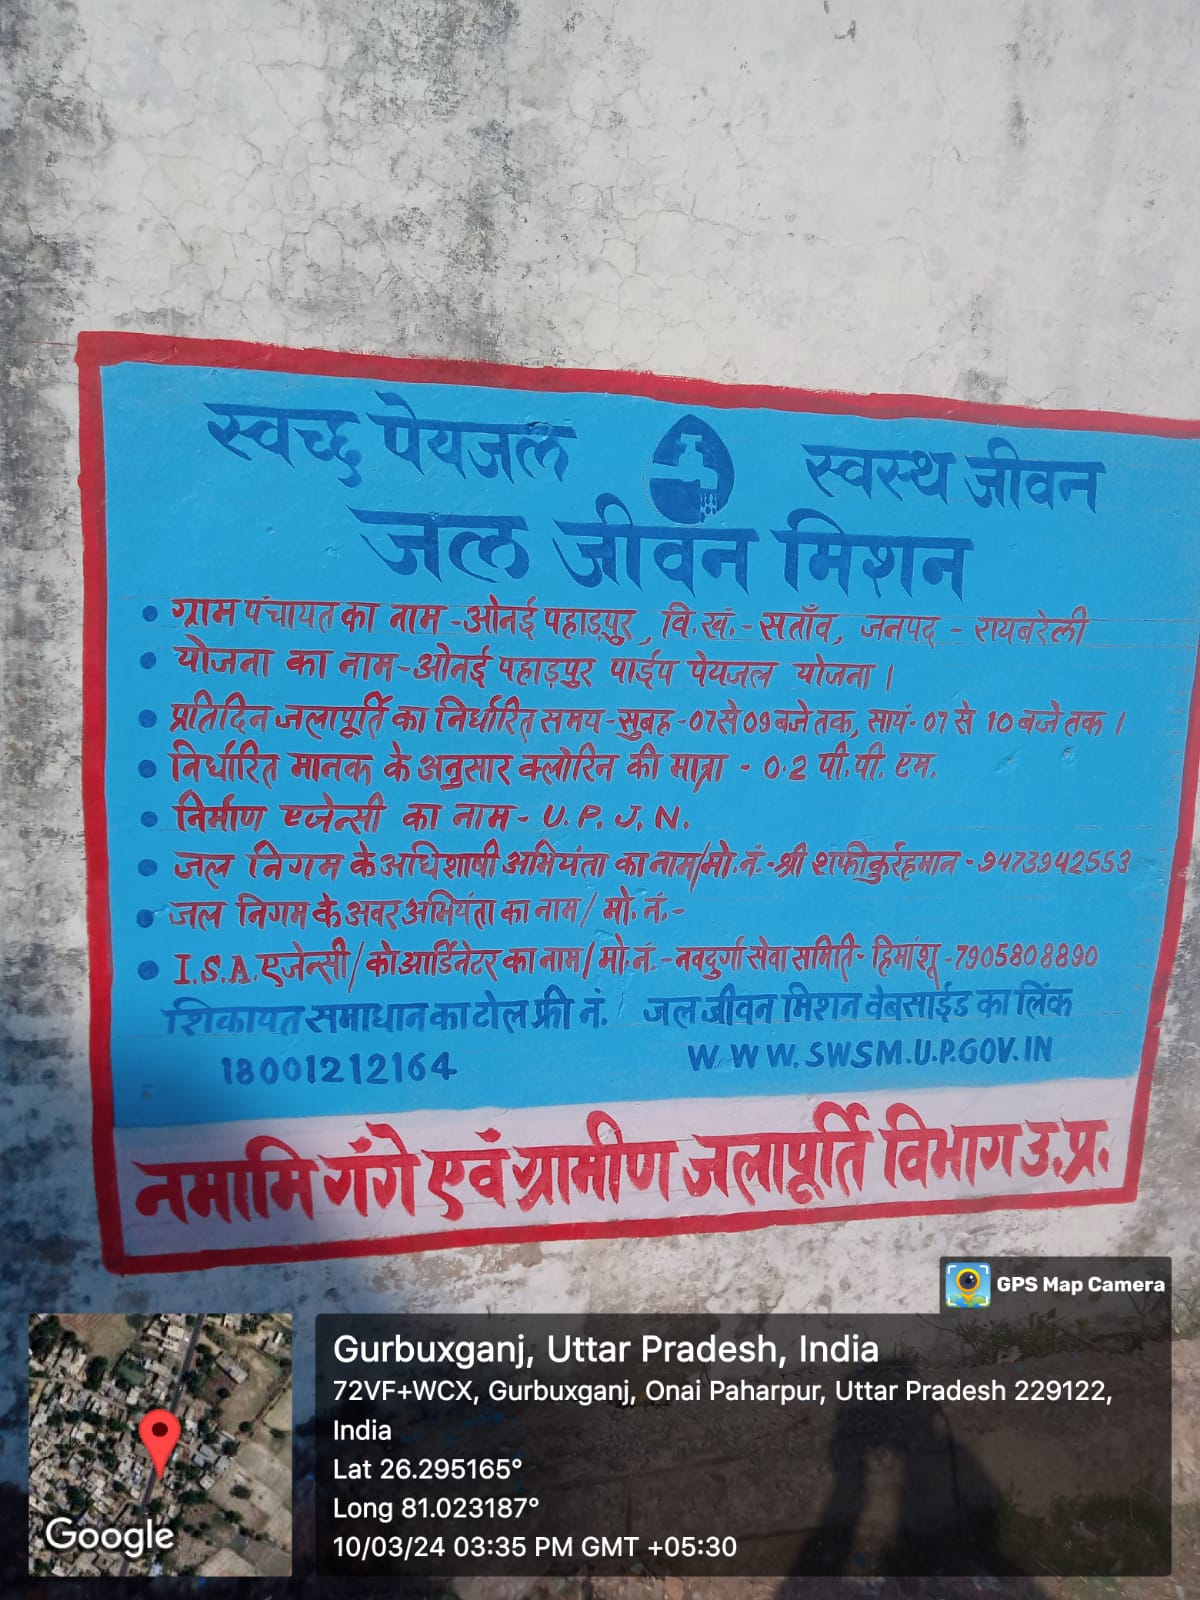 स्वच्छ पेयजल स्वस्थ जीवन
जल जीवन मिशन
• ग्राम पंचायत का नाम - ओनई पहाड़पुर, वि.खं.- सताँव, जनपद - रायबरेली
• योजना का नाम - ओनई पहाड़पुर पाईप पेयजल योजना।
• प्रतिदिन जलापूर्ति का निर्धारित समय - सुबह - 07 से 09 बजे तक, सायं - 07 से 10 बजे तक।
• निर्धारित मानक के अनुसार क्लोरिन की मात्रा - 0.2 पी.पी. एम.
• निर्माण एजेन्सी का नाम - U.P.J.N.
• जल निगम के अधिशाषी अभियंता का नाम/मो.नं.- श्री शफीकुर्रहमान - 9473942553
• जल निगम के अवर अभियंता का नाम/ मो. नं.-
• I.S.A. एजेन्सी/ को आर्डिनेटर का नाम/ मो.नं.- नवदुर्गा सेवा समिति - हिमांशू - 7905808890
शिकायत समाधान का टोल फ्री नं. जल जीवन मिशन वेबसाईड का लिंक
18001212164 WWW.SWSM.U.P.GOV.IN
नमामि गंगे एवं ग्रामीण जलापूर्ति विभाग उ.प्र.
GPS Map Camera
Gurbuxganj, Uttar Pradesh, India
72VF+WCX, Gurbuxganj, Onai Paharpur, Uttar Pradesh 229122,
India
Lat 26.295165°
Long 81.023187°
10/03/24 03:35 PM GMT +05:30
Google